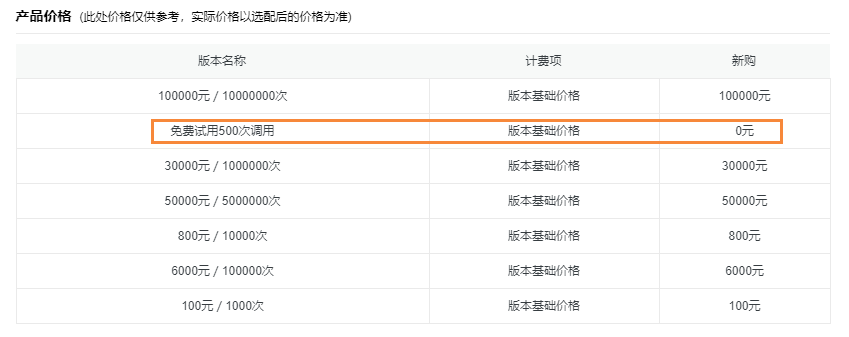 产品价格 (此处价格仅供参考，实际价格以选配后的价格为准)
版本名称 计费项 新购
100000元 / 10000000次 版本基础价格 100000元
免费试用500次调用 版本基础价格 0元
30000元 / 1000000次 版本基础价格 30000元
50000元 / 5000000次 版本基础价格 50000元
800元 / 10000次 版本基础价格 800元
6000元 / 100000次 版本基础价格 6000元
100元 / 1000次 版本基础价格 100元